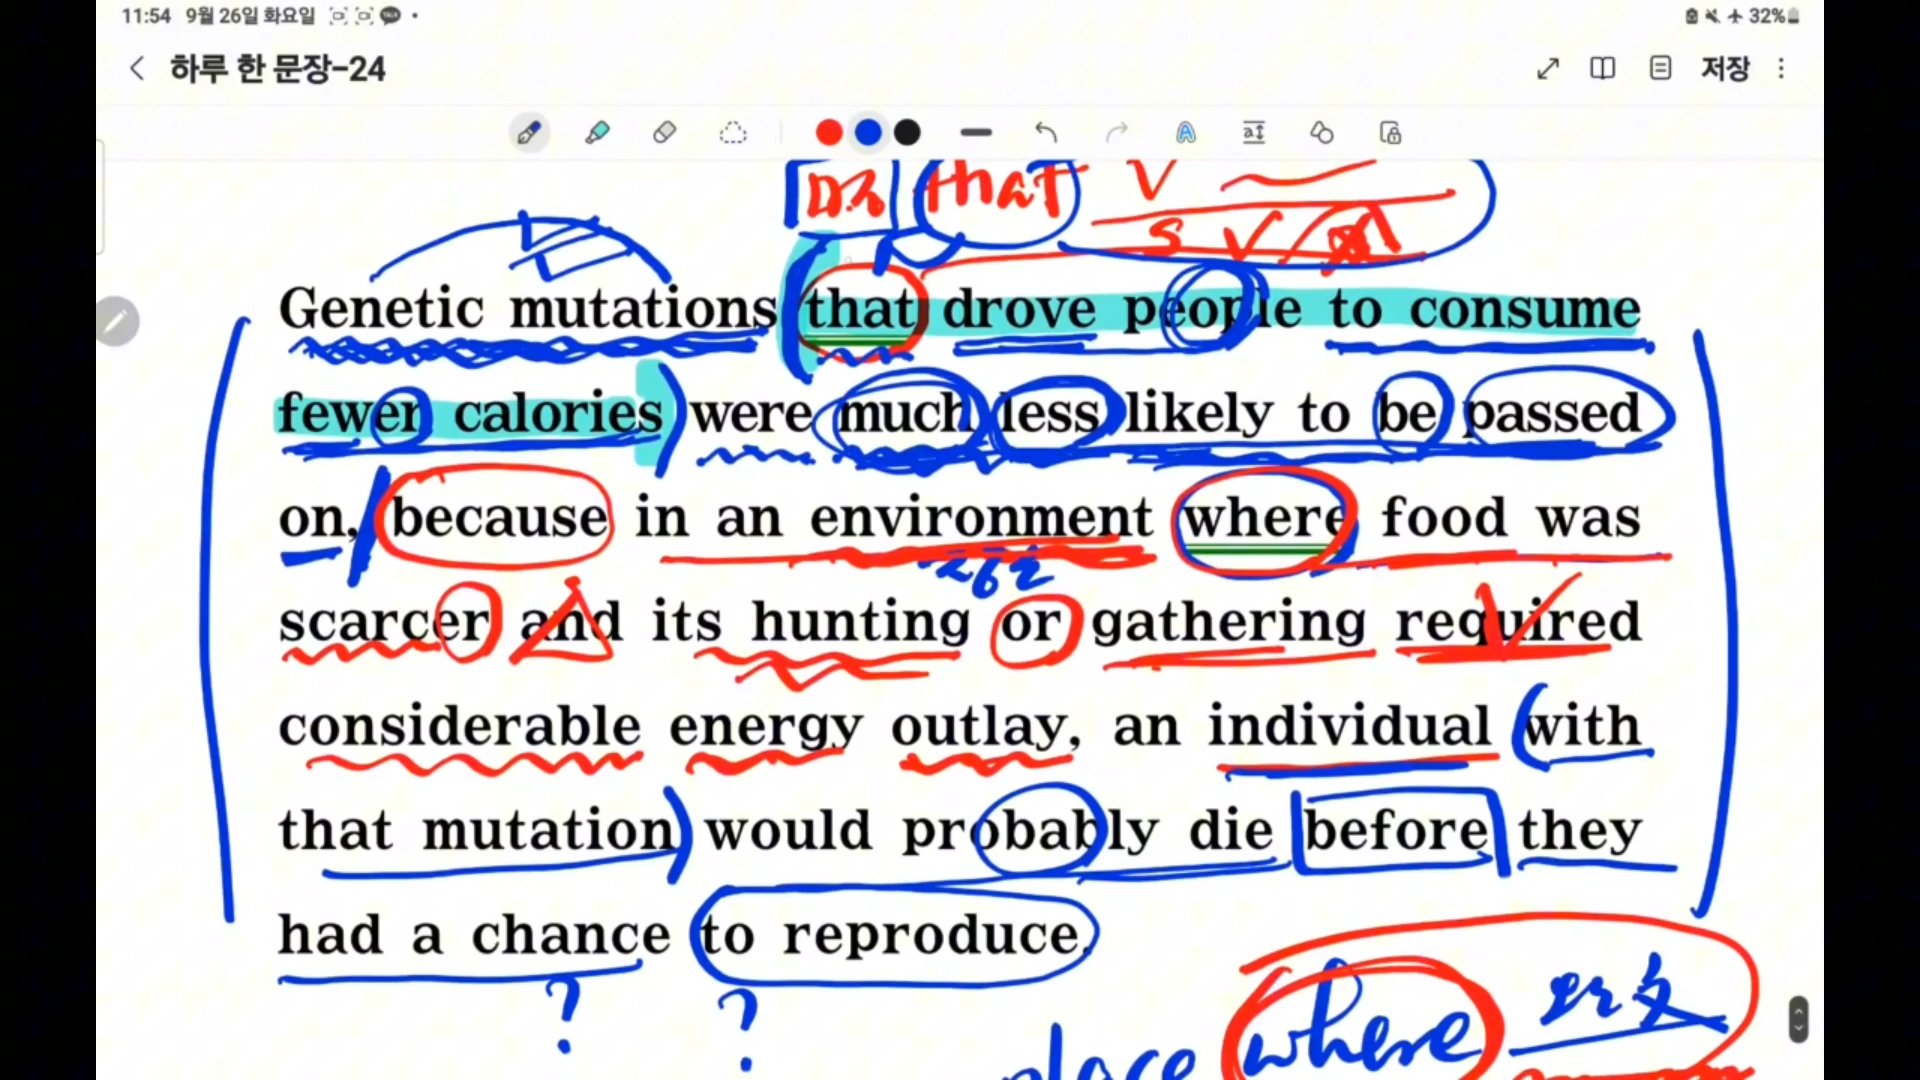 11:54 9월 26일 화요일
32%
하루 한 문장-24
저장
that V
S V
Genetic mutations that drove people to consume
fewer calories were much less likely to be passed
on, because in an environment where food was
scarcer and its hunting or gathering required
considerable energy outlay, an individual with
that mutation would probably die before they
had a chance to reproduce.
? ?
place where